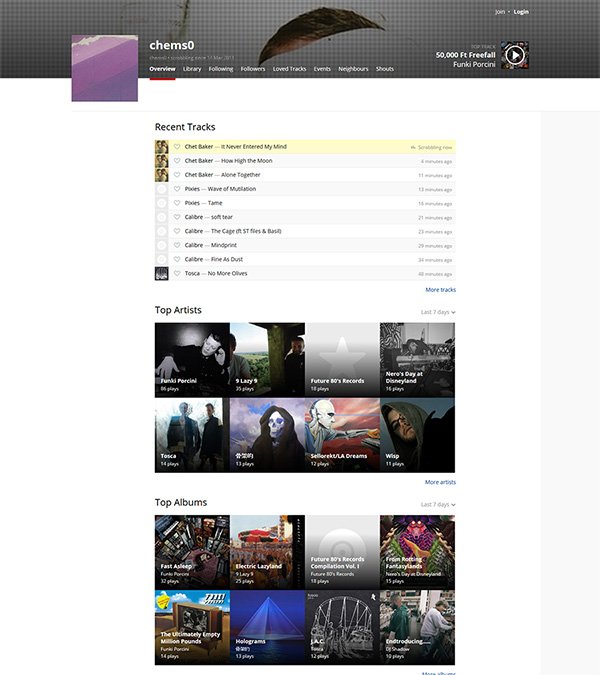 Join • Login
chems0
chems0 • scrobbling since 14 Mar 2011
TOP TRACK
50,000 Ft Freefall
Funki Porcini
Overview Library Following Followers Loved Tracks Events Neighbours Shouts
Recent Tracks
Chet Baker — It Never Entered My Mind Scrobbling now
Chet Baker — How High the Moon 4 minutes ago
Chet Baker — Alone Together 11 minutes ago
Pixies — Wave of Mutilation 13 minutes ago
Pixies — Tame 16 minutes ago
Calibre — soft tear 21 minutes ago
Calibre — The Cage (ft ST files & Basil) 23 minutes ago
Calibre — Mindprint 29 minutes ago
Calibre — Fine As Dust 34 minutes ago
Tosca — No More Olives 48 minutes ago
More tracks
Top Artists Last 7 days
Funki Porcini
86 plays
9 Lazy 9
35 plays
Future 80's Records
18 plays
Nero's Day at Disneyland
16 plays
Tosca
14 plays
骨架的
13 plays
Sellorekt/LA Dreams
12 plays
Wisp
11 plays
More artists
Top Albums Last 7 days
Fast Asleep
Funki Porcini
32 plays
Electric Lazyland
9 Lazy 9
25 plays
Future 80's Records Compilation Vol. I
Future 80's Records
18 plays
From Rotting Fantasylands
Nero's Day at Disneyland
15 plays
The Ultimately Empty Million Pounds
Funki Porcini
14 plays
Holograms
骨架的
13 plays
J.A.C.
Tosca
12 plays
Endtroducing.....
DJ Shadow
10 plays
More albums